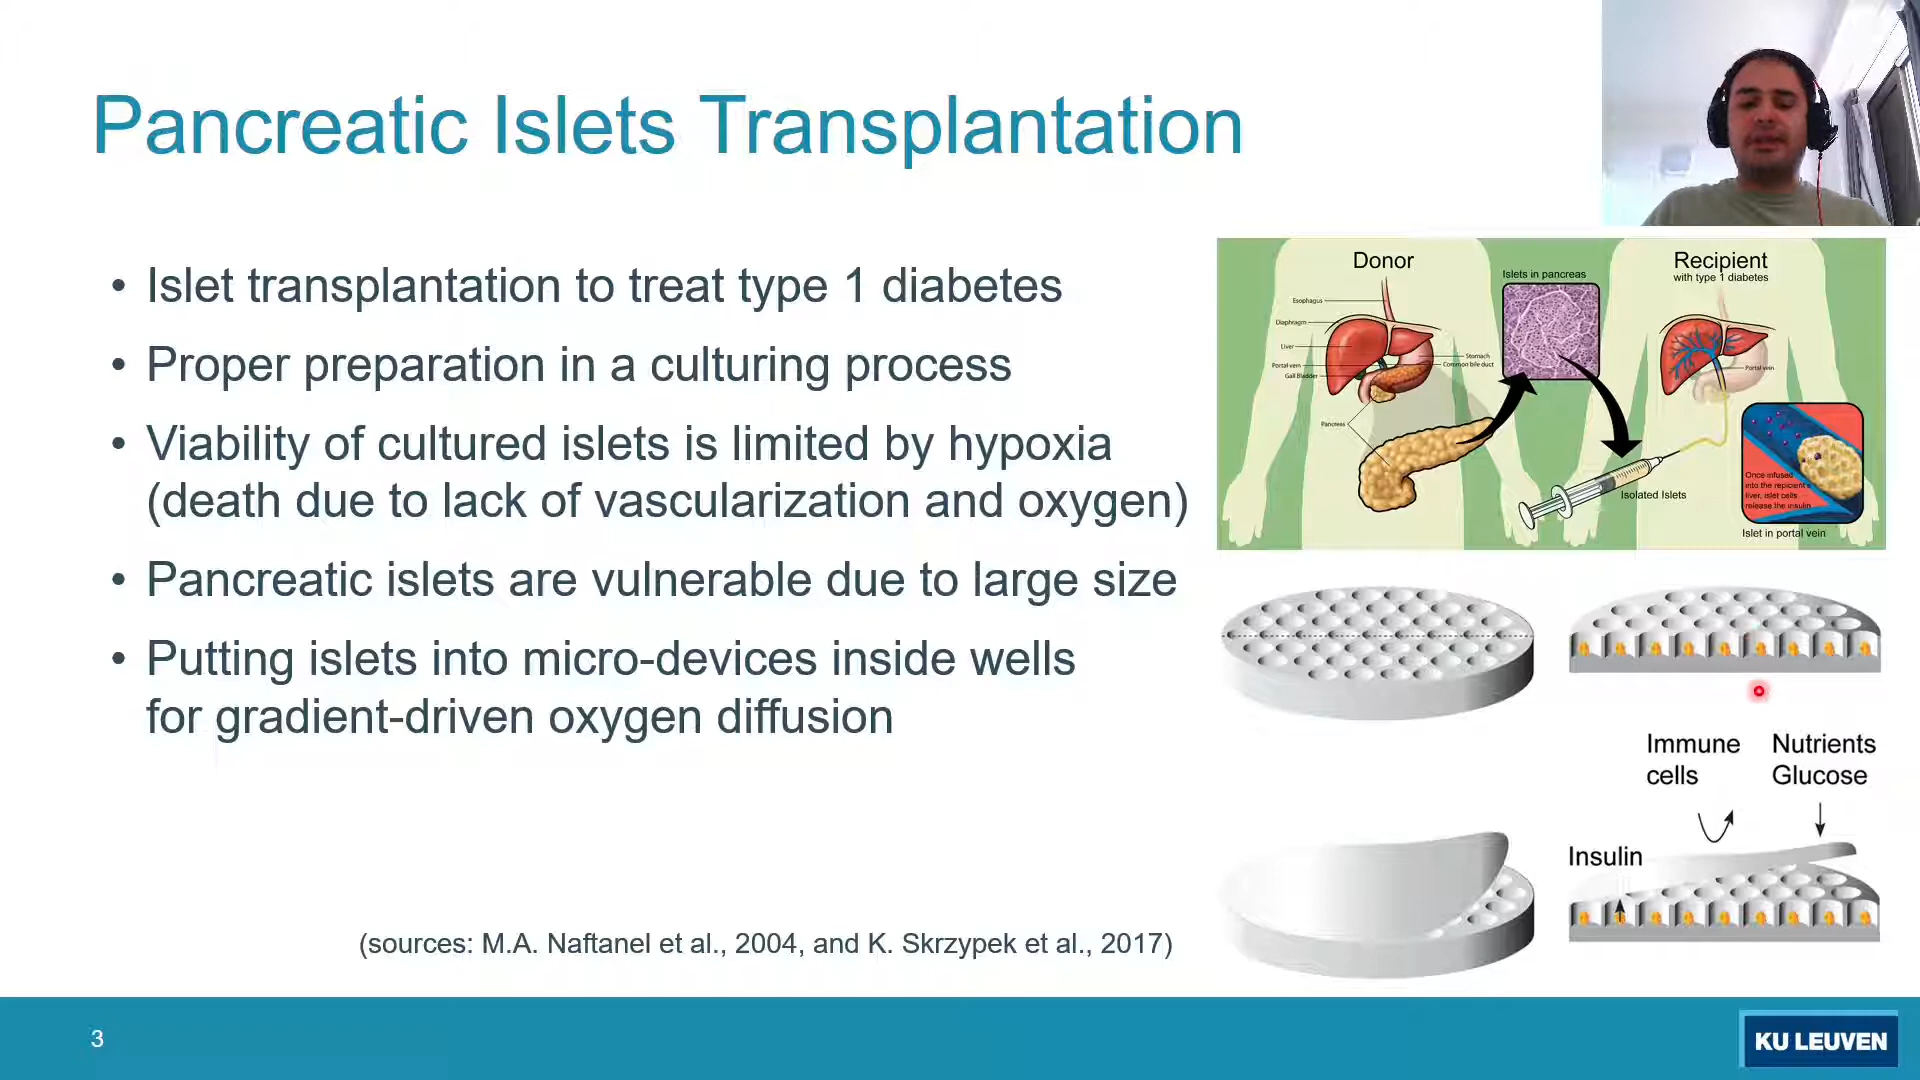 Pancreatic Islets Transplantation
• Islet transplantation to treat type 1 diabetes
• Proper preparation in a culturing process
• Viability of cultured islets is limited by hypoxia
(death due to lack of vascularization and oxygen)
• Pancreatic islets are vulnerable due to large size
• Putting islets into micro-devices inside wells
for gradient-driven oxygen diffusion
(sources: M.A. Naftanel et al., 2004, and K. Skrzypek et al., 2017)
Donor
Esophagus
Diaphragm
Liver
Portal vein
Gall Bladder
Stomach
Common bile duct
Pancreas
Islets in pancreas
Recipient
with type 1 diabetes
Portal vein
Isolated Islets
Once infused
into the repicient's
liver, islet cells
release the insulin
Islet in portal vein
Immune
cells
Nutrients
Glucose
Insulin
3
KU LEUVEN